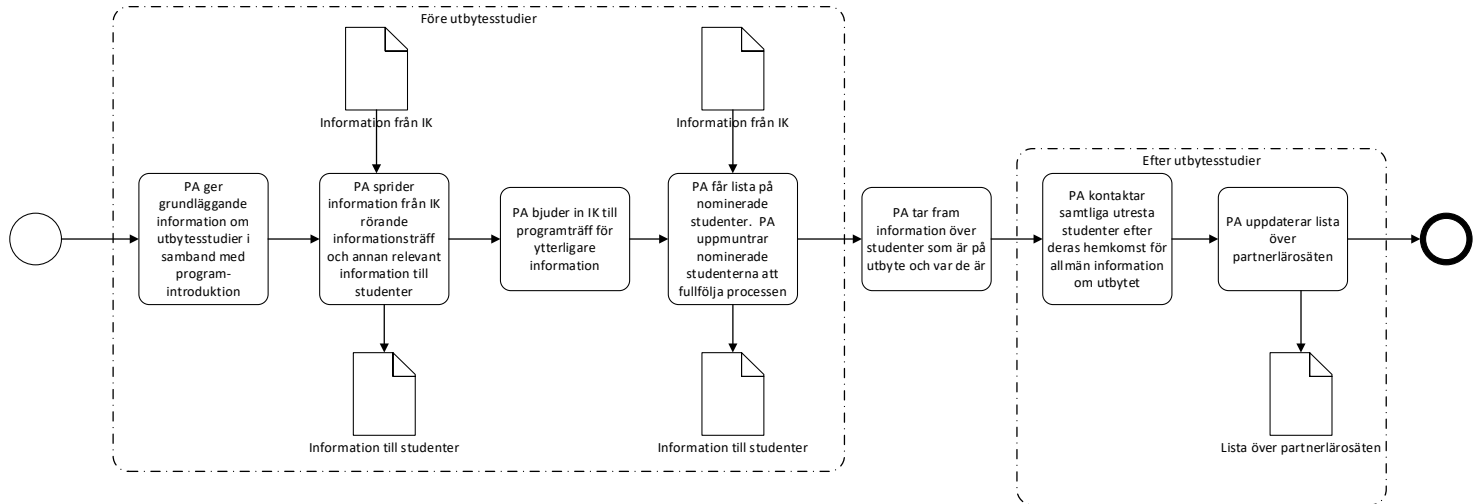 Före utbytesstudier
Information från IK
Information från IK
Efter utbytesstudier
PA ger
grundläggande
information om
utbytesstudier i
samband med
program-
introduktion
PA sprider
information från IK
rörande
informationsträff
och annan relevant
information till
studenter
PA bjuder in IK till
programträff för
ytterligare
information
PA får lista på
nominerade
studenter. PA
uppmuntrar
nominerade
studenterna att
fullfölja processen
PA tar fram
information över
studenter som är på
utbyte och var de är
PA kontaktar
samtliga utresta
studenter efter
deras hemkomst för
allmän information
om utbytet
PA uppdaterar lista
över
partnerlärosäten
Information till studenter
Information till studenter
Lista över partnerlärosäten